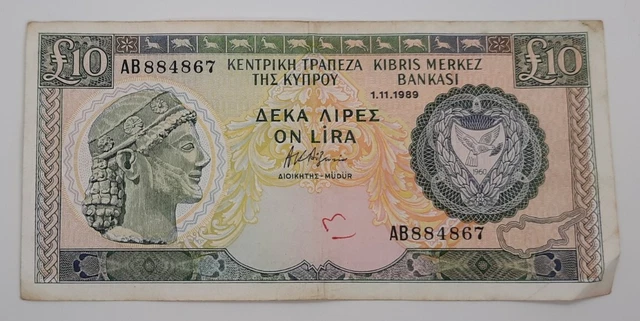 £10
£10
AB884867
ΚΕΝΤΡΙΚΗ ΤΡΑΠΕΖΑ
ΤΗΣ ΚΥΠΡΟΥ
KIBRIS MERKEZ
BANKASI
1.11.1989
ΔΕΚΑ ΛΙΡΕΣ
ON LİRA
ΔΙΟΙΚΗΤΗΣ - MÜDÜR
1960
AB884867